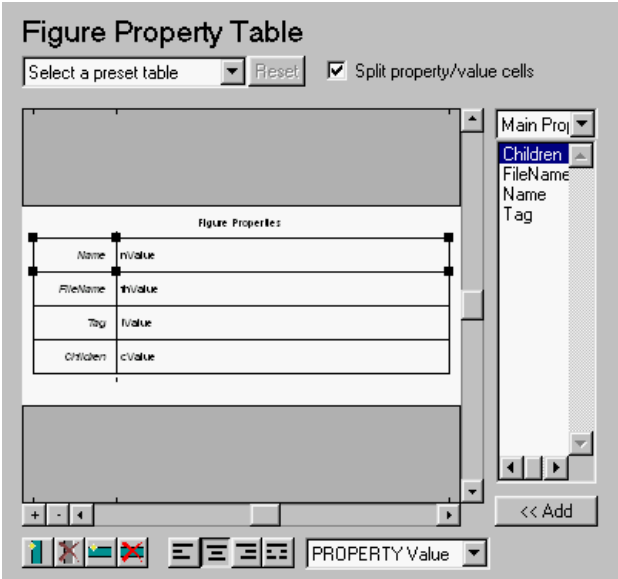 Figure Property Table
Select a preset table Reset Split property/value cells
Main Prop
Children
FileName
Name
Tag
Figure Properties
Name nValue
FileName fnValue
Tag tValue
Children cValue
+ -
<< Add
PROPERTY Value